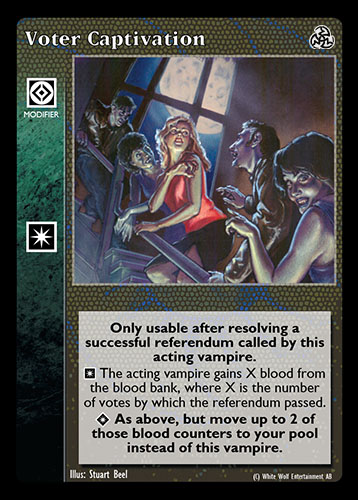 Voter Captivation
MODIFIER
Only usable after resolving a
successful referendum called by this
acting vampire.
The acting vampire gains X blood from
the blood bank, where X is the number
of votes by which the referendum passed.
As above, but move up to 2 of
those blood counters to your pool
instead of this vampire.
Illus: Stuart Beel
(C) White Wolf Entertainment AB